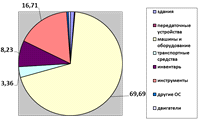 16,71
8,23
3,36
69,69
здания
передаточные
устройства
машины и
оборудование
транспортные
средства
инвентарь
инструменты
другие ОС
двигатели